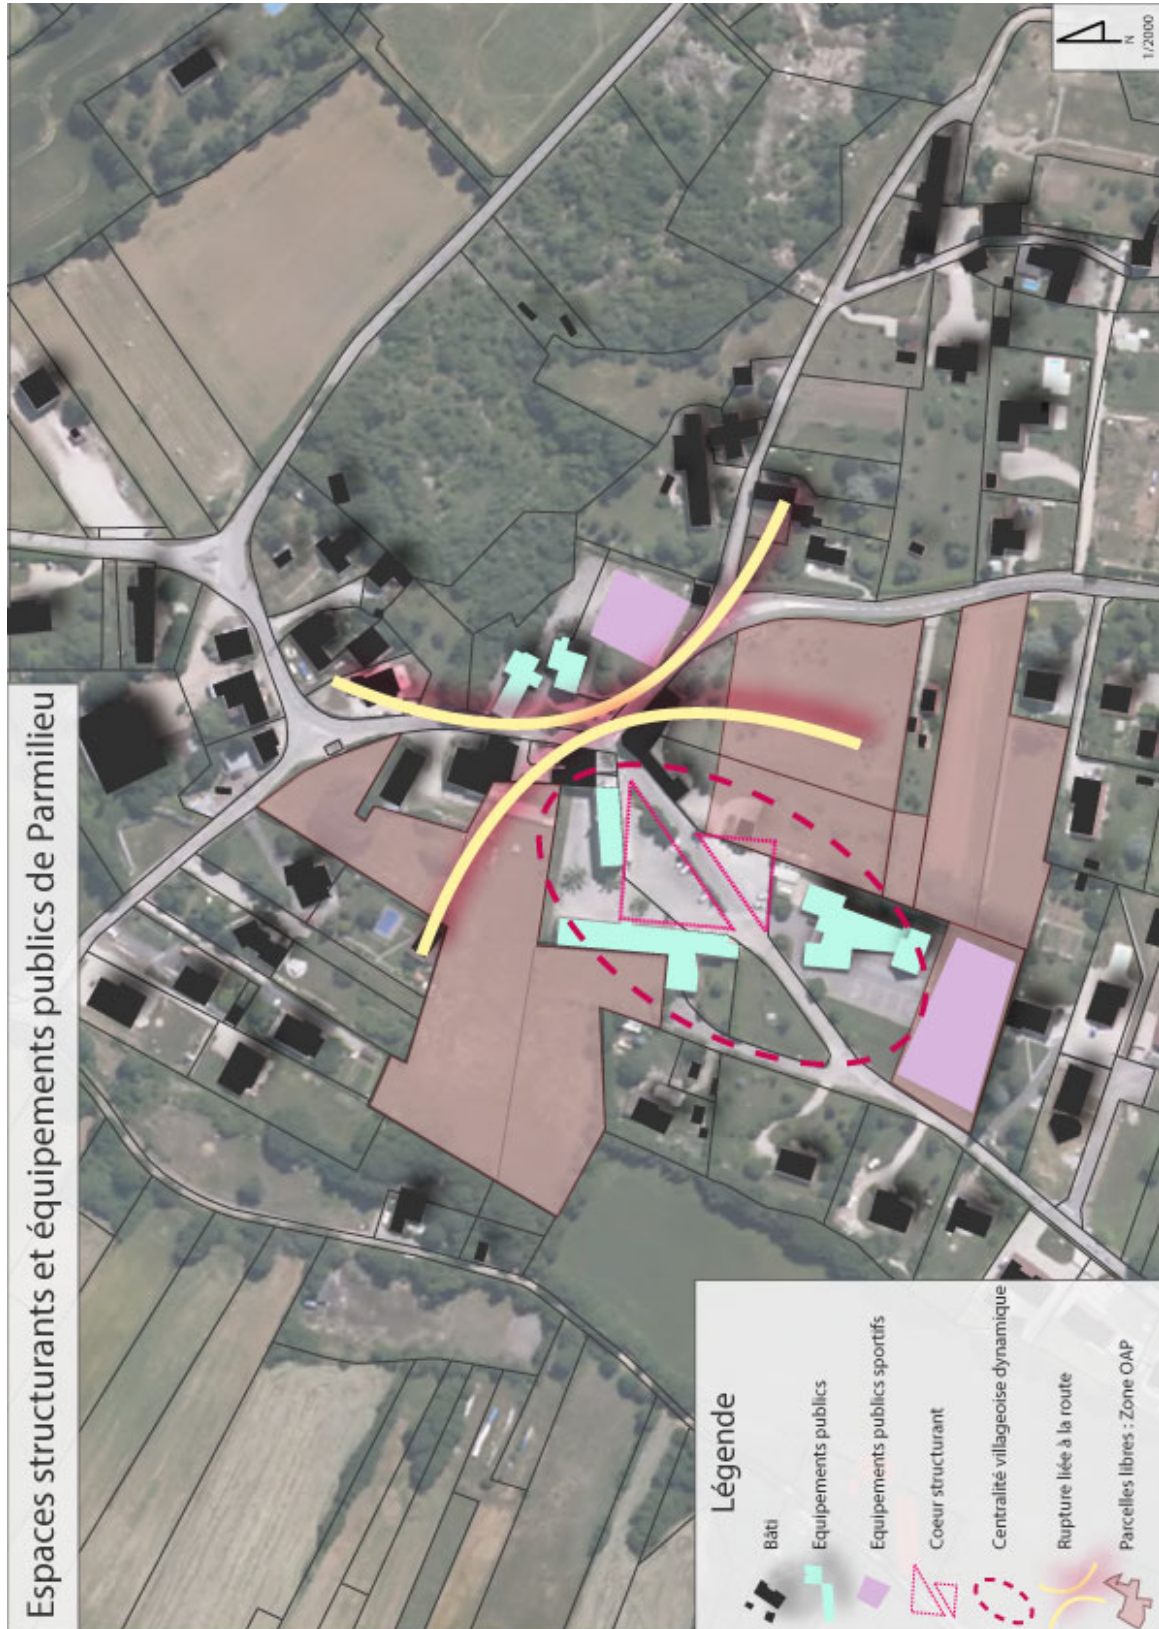 Espaces structurants et équipements publics de Parmilieu
Légende
Bâti
Equipements publics
Equipements publics sportifs
Coeur structurant
Centralité villageoise dynamique
Rupture liée à la route
Parcelles libres : Zone OAP
N
1/2000